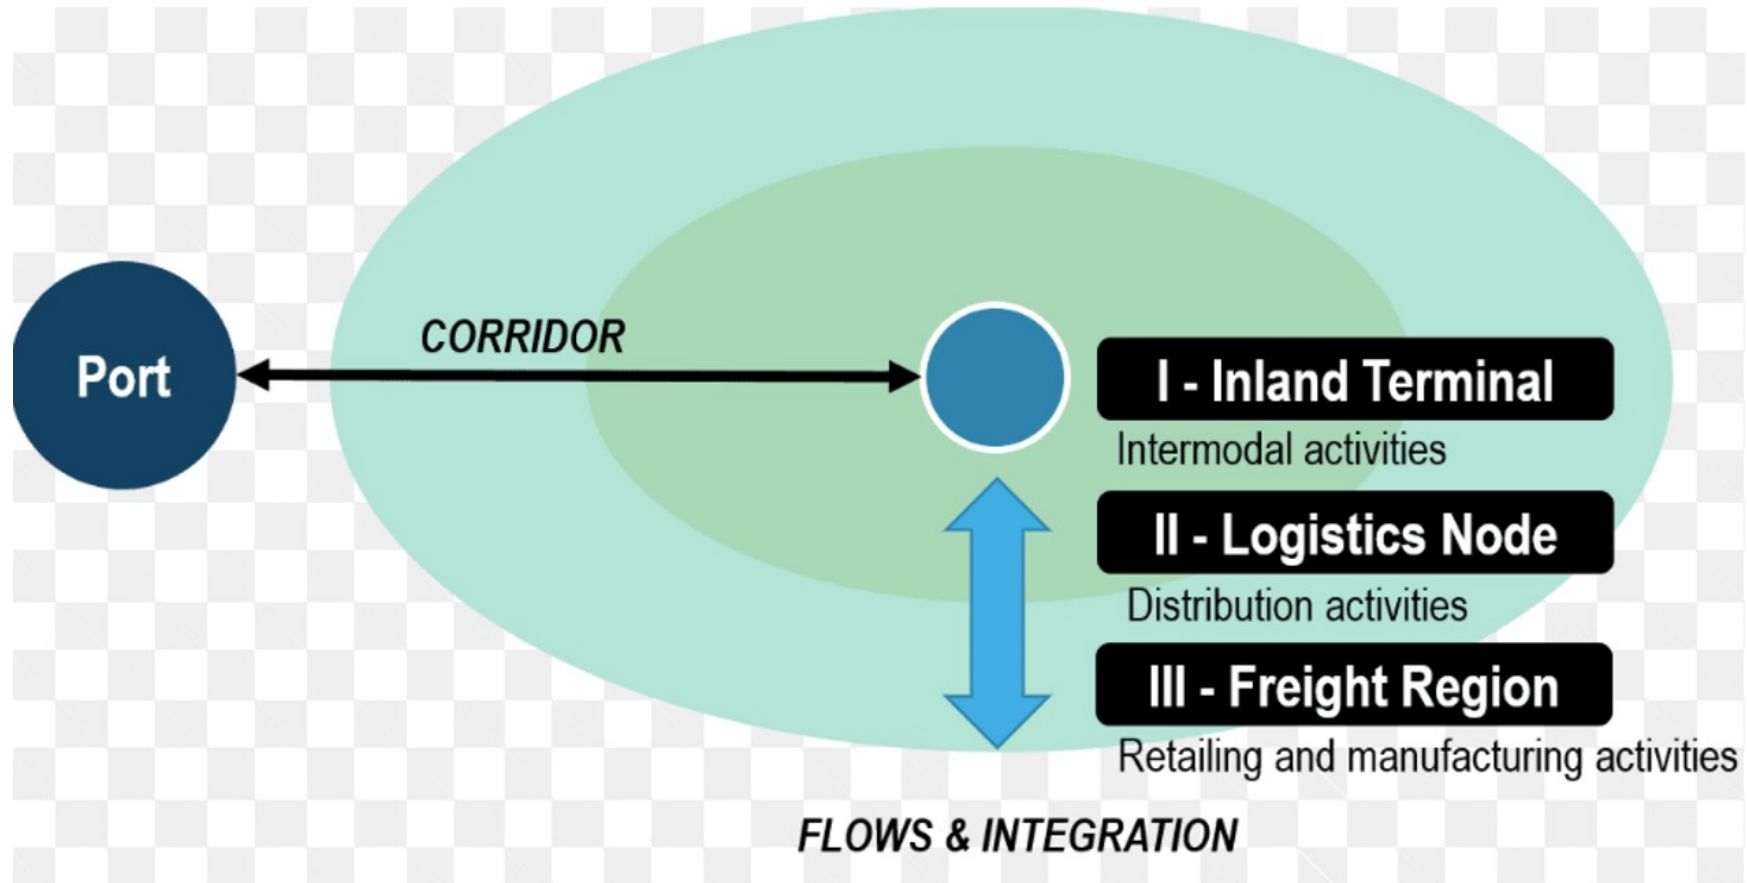 Port
CORRIDOR
I - Inland Terminal
Intermodal activities
II - Logistics Node
Distribution activities
III - Freight Region
Retailing and manufacturing activities
FLOWS & INTEGRATION